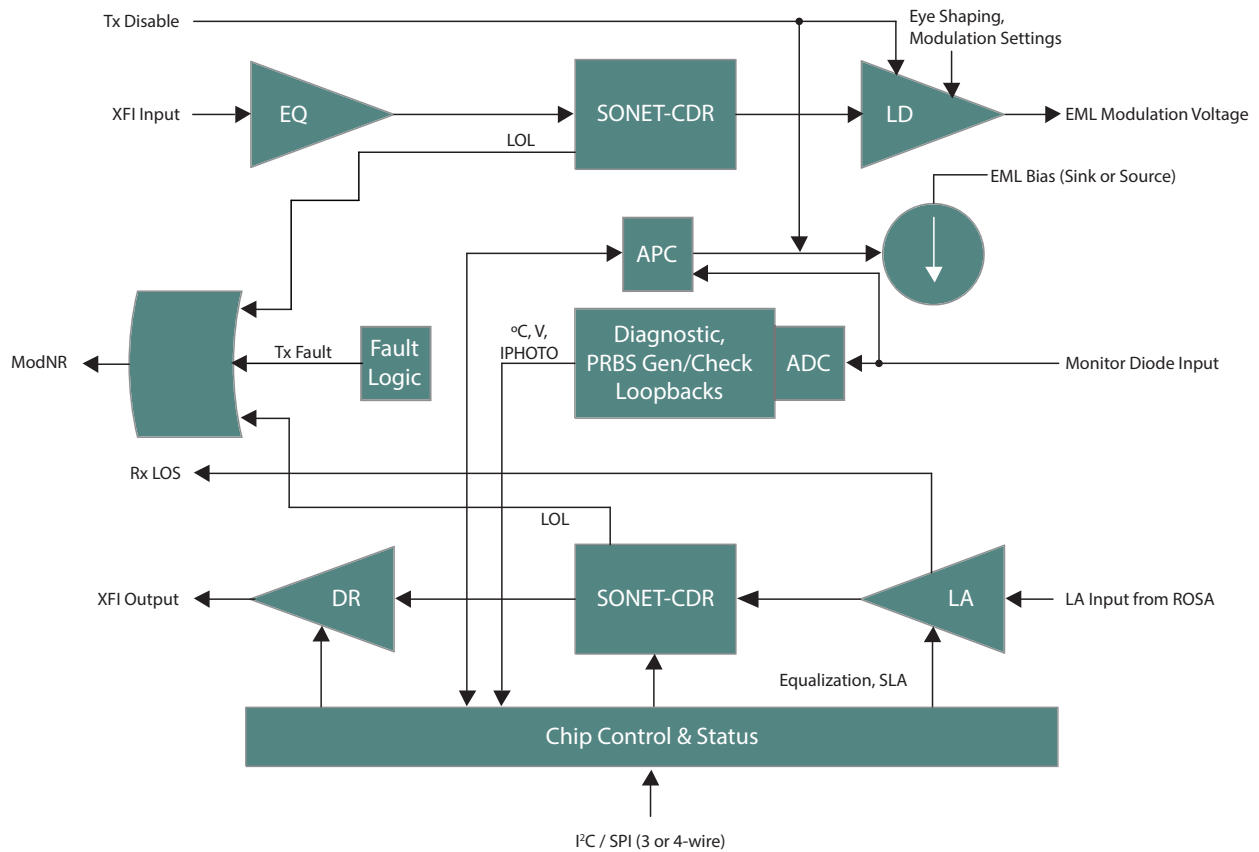 Tx Disable
Eye Shaping,
Modulation Settings
XFI Input
EQ
SONET-CDR
LD
EML Modulation Voltage
LOL
EML Bias (Sink or Source)
APC
ModNR
Tx Fault
Fault
Logic
ºC, V,
IPHOTO
Diagnostic,
PRBS Gen/Check
Loopbacks
ADC
Monitor Diode Input
Rx LOS
LOL
XFI Output
DR
SONET-CDR
LA
LA Input from ROSA
Equalization, SLA
Chip Control & Status
I²C / SPI (3 or 4-wire)